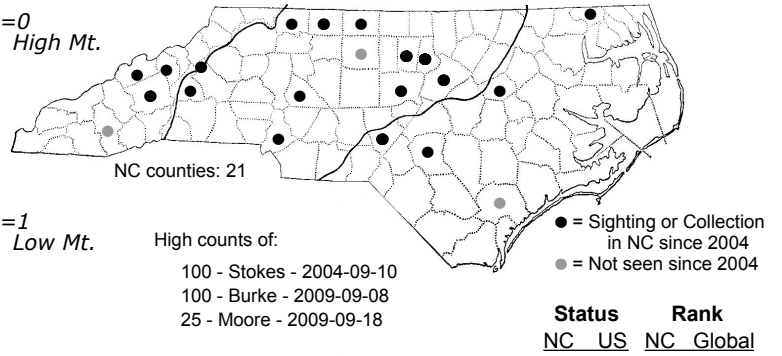 =0
High Mt.
NC counties: 21
=1
Low Mt.
High counts of:
100 - Stokes - 2004-09-10
100 - Burke - 2009-09-08
25 - Moore - 2009-09-18
= Sighting or Collection
in NC since 2004
= Not seen since 2004
Status Rank
NC US NC Global